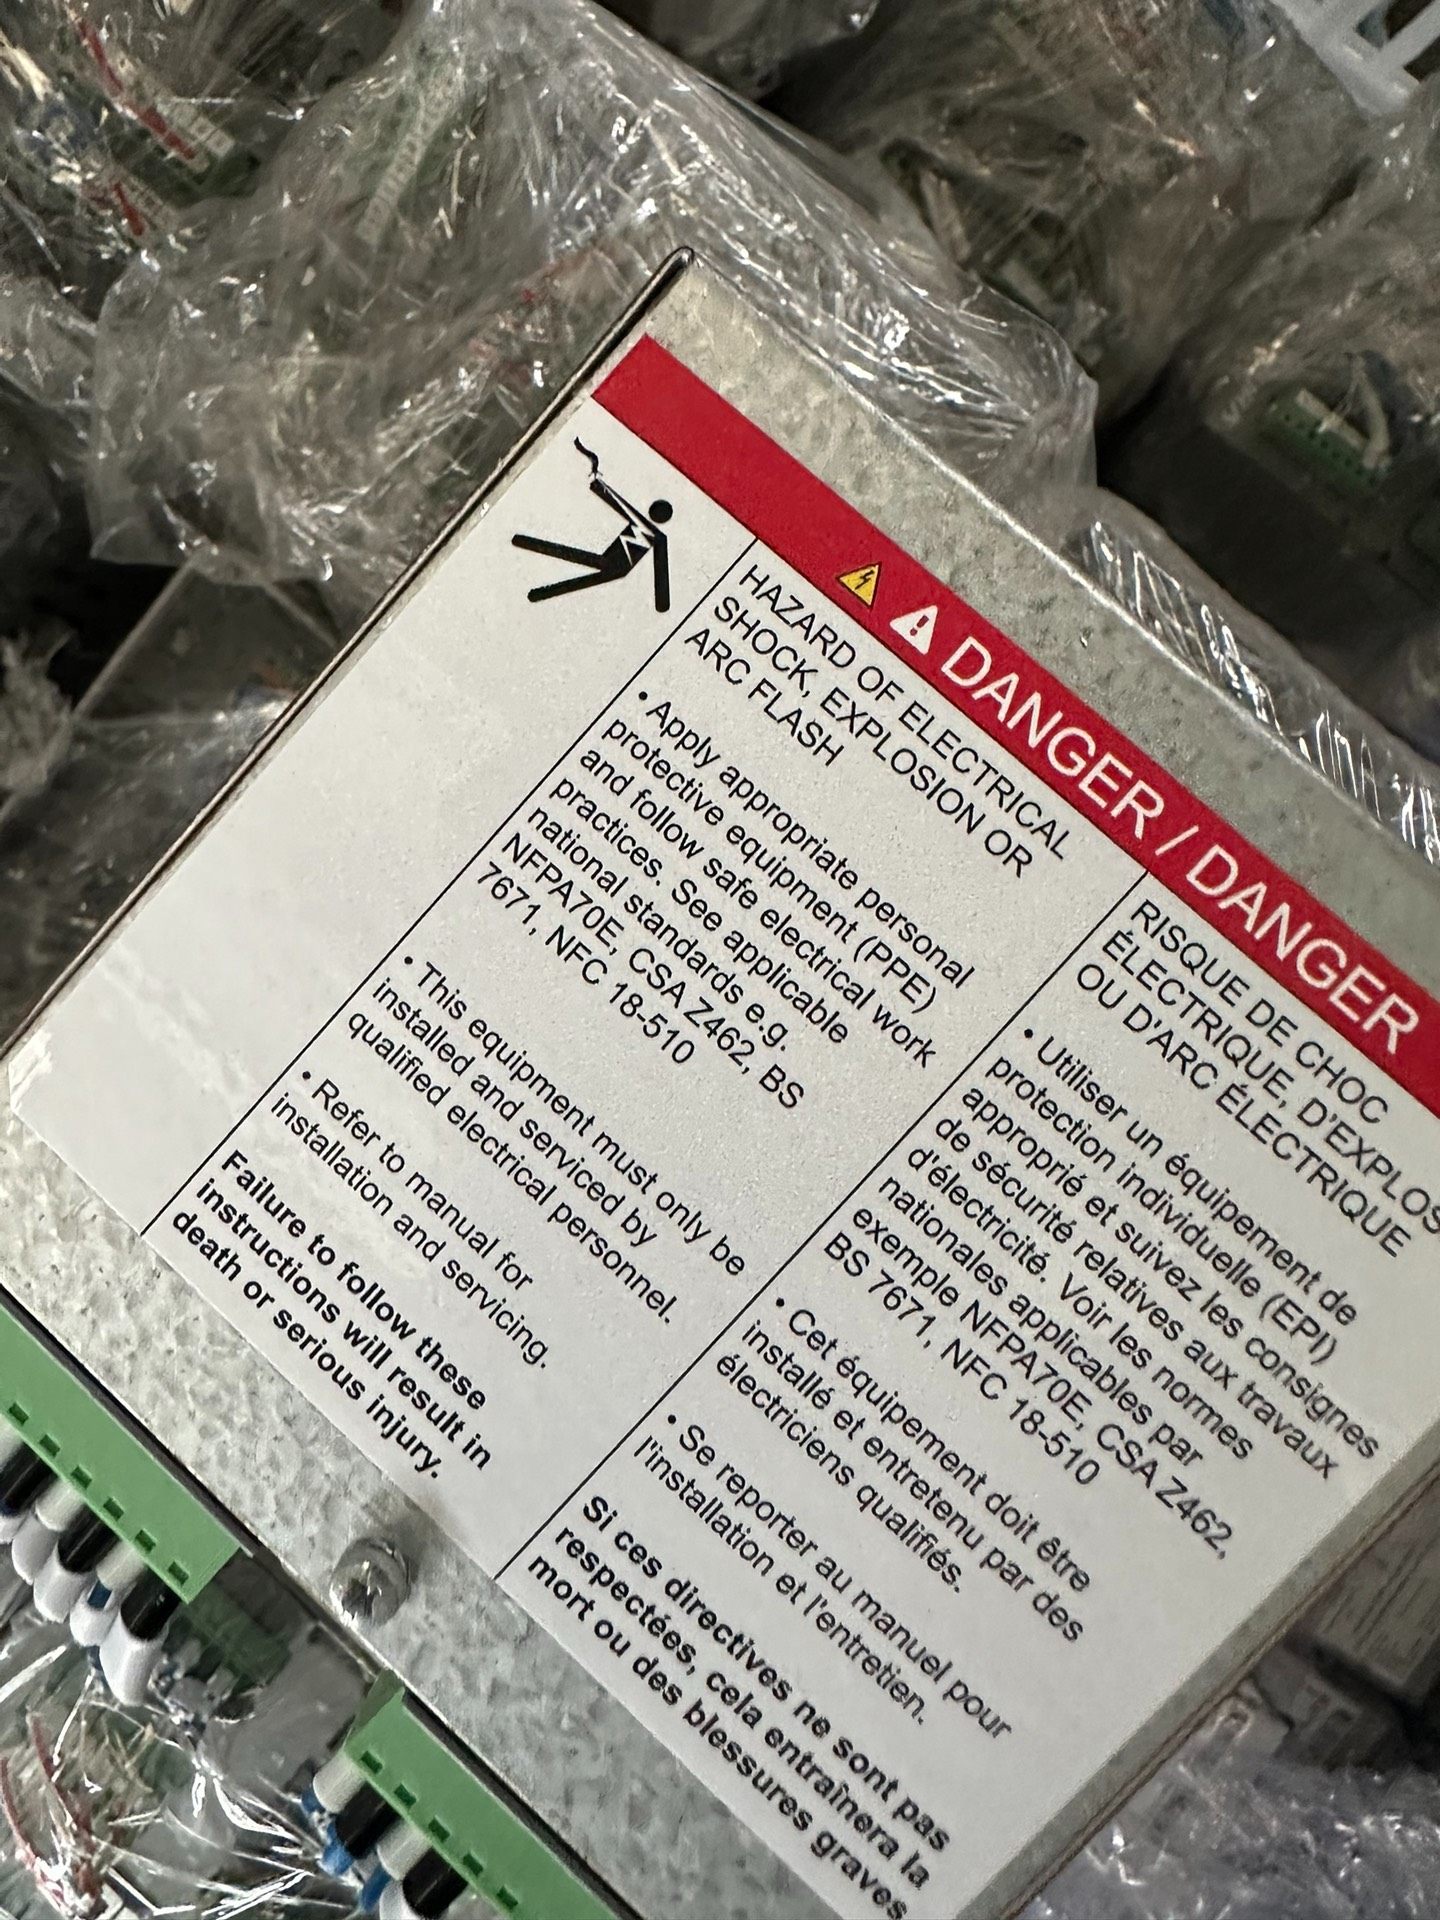 DANGER / DANGER
HAZARD OF ELECTRICAL
SHOCK, EXPLOSION OR
ARC FLASH
• Apply appropriate personal
protective equipment (PPE)
and follow safe electrical work
practices. See applicable
national standards e.g.
NFPA70E, CSA Z462, BS
7671, NFC 18-510
• This equipment must only be
installed and serviced by
qualified electrical personnel.
• Refer to manual for
installation and servicing.
Failure to follow these
instructions will result in
death or serious injury.
RISQUE DE CHOC
ÉLECTRIQUE, D'EXPLOS
OU D'ARC ÉLECTRIQUE
• Utiliser un équipement de
protection individuelle (EPI)
approprié et suivez les consignes
de sécurité relatives aux travaux
d'électricité. Voir les normes
nationales applicables par
exemple NFPA70E, CSA Z462,
BS 7671, NFC 18-510
• Cet équipement doit être
installé et entretenu par des
électriciens qualifiés.
• Se reporter au manuel pour
l'installation et l'entretien.
Si ces directives ne sont pas
respectées, cela entraînera la
mort ou des blessures graves